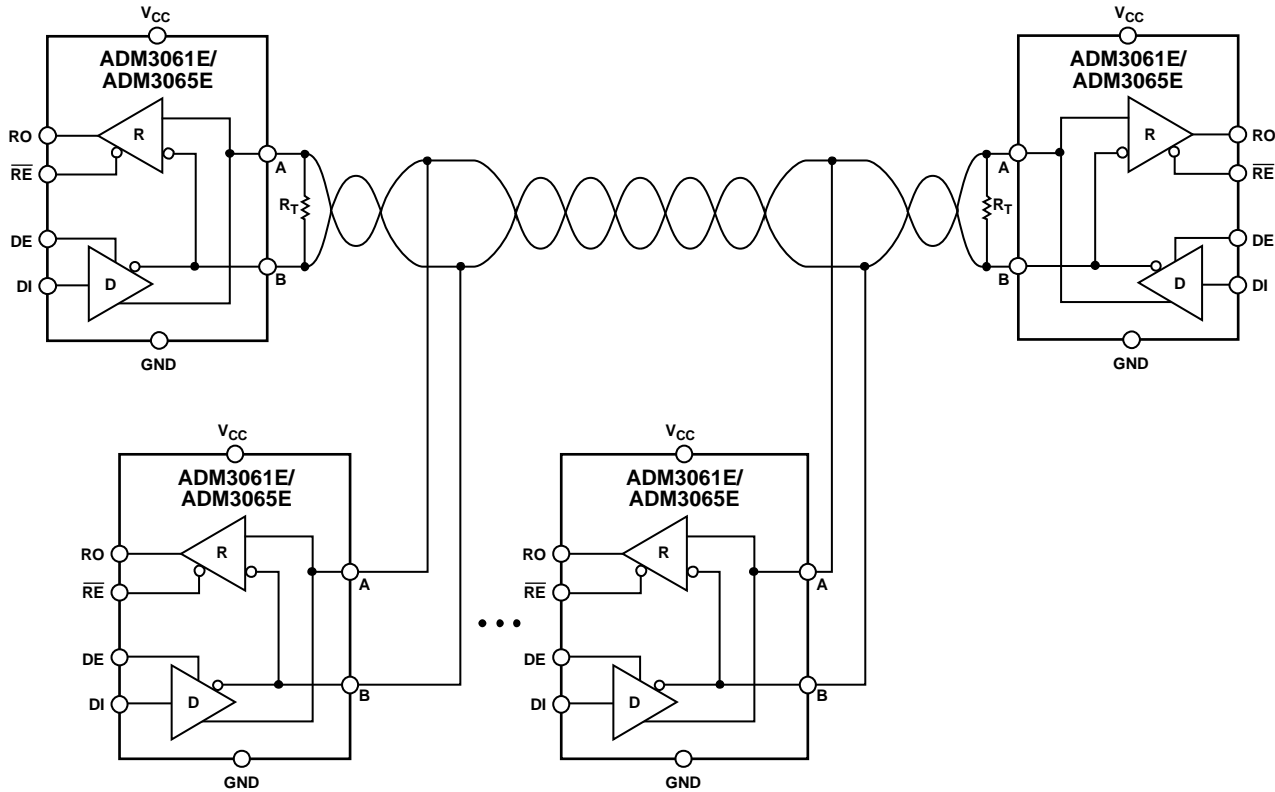 VCC
ADM3061E/
ADM3065E
R
RO
RE
DE
DI
D
A
B
RT
GND
VCC
ADM3061E/
ADM3065E
R
RO
RE
DE
DI
D
A
B
RT
GND
VCC
ADM3061E/
ADM3065E
R
RO
RE
DE
DI
D
A
B
GND
•••
VCC
ADM3061E/
ADM3065E
R
RO
RE
DE
DI
D
A
B
GND